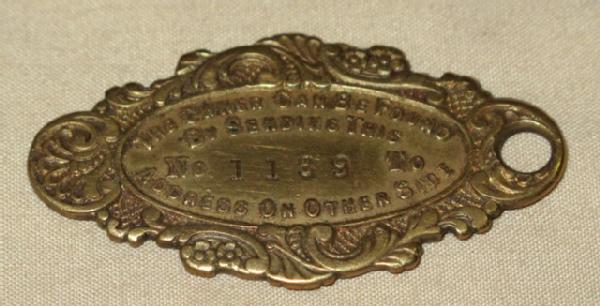 THE OWNER CAN BE FOUND
BY SENDING THIS
No 1189 TO
ADDRESS ON OTHER SIDE